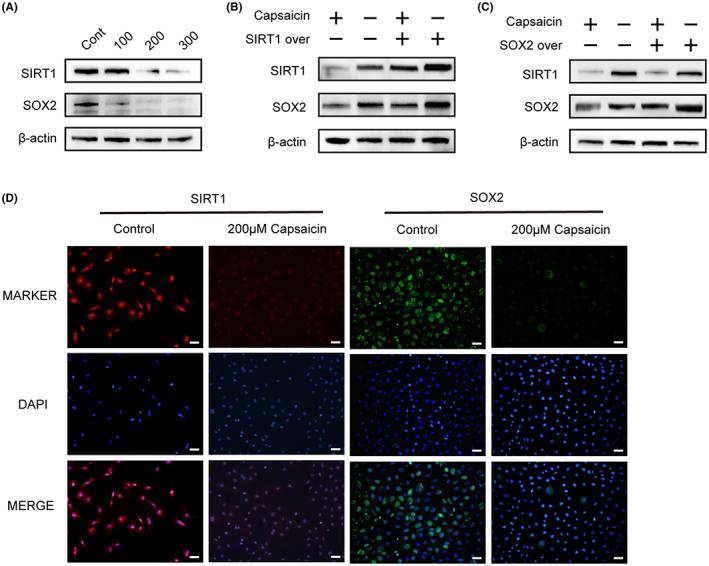 (A)
Cont 100 200 300
SIRT1
SOX2
β-actin
(B)
Capsaicin + − + −
SIRT1 over − − + +
SIRT1
SOX2
β-actin
(C)
Capsaicin + − + −
SOX2 over − − + +
SIRT1
SOX2
β-actin
(D)
SIRT1 SOX2
Control 200µM Capsaicin Control 200µM Capsaicin
MARKER
DAPI
MERGE